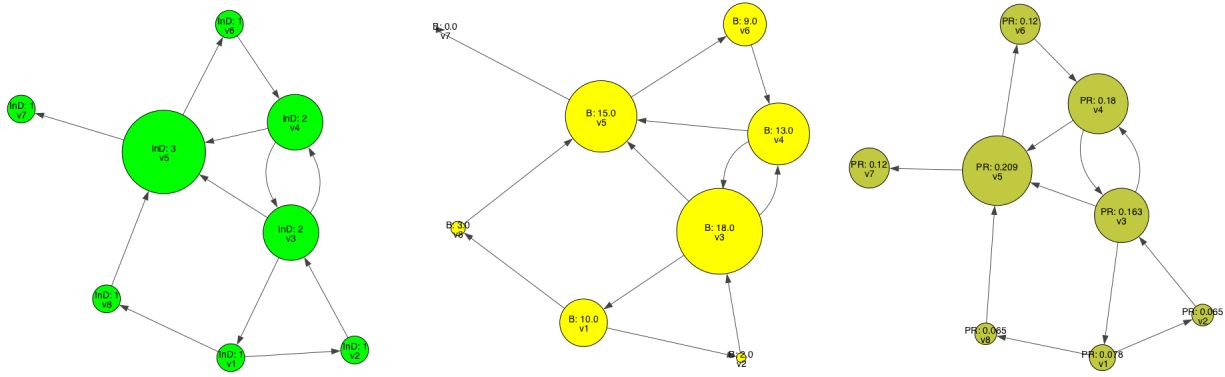 InD: 1
v6
InD: 1
v7
InD: 2
v4
InD: 3
v5
InD: 2
v3
InD: 1
v8
InD: 1
v1
InD: 1
v2
B: 0.0
v7
B: 9.0
v6
B: 15.0
v5
B: 13.0
v4
B: 3.0
v8
B: 18.0
v3
B: 10.0
v1
B: 2.0
v2
PR: 0.12
v6
PR: 0.18
v4
PR: 0.12
v7
PR: 0.209
v5
PR: 0.163
v3
PR: 0.065
v8
PR: 0.078
v1
PR: 0.065
v2